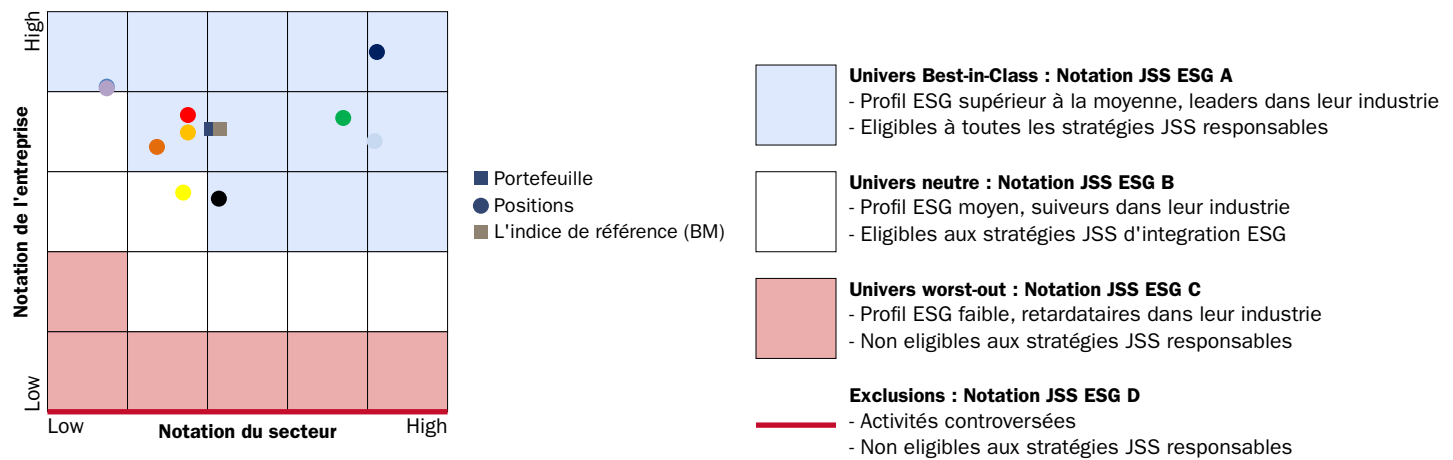 High
Notation de l'entreprise
Low
Low
Notation du secteur
High
Portefeuille
Positions
L'indice de référence (BM)
Univers Best-in-Class : Notation JSS ESG A
- Profil ESG supérieur à la moyenne, leaders dans leur industrie
- Eligibles à toutes les stratégies JSS responsables
Univers neutre : Notation JSS ESG B
- Profil ESG moyen, suiveurs dans leur industrie
- Eligibles aux stratégies JSS d'integration ESG
Univers worst-out : Notation JSS ESG C
- Profil ESG faible, retardataires dans leur industrie
- Non eligibles aux stratégies JSS responsables
Exclusions : Notation JSS ESG D
- Activités controversées
- Non eligibles aux stratégies JSS responsables